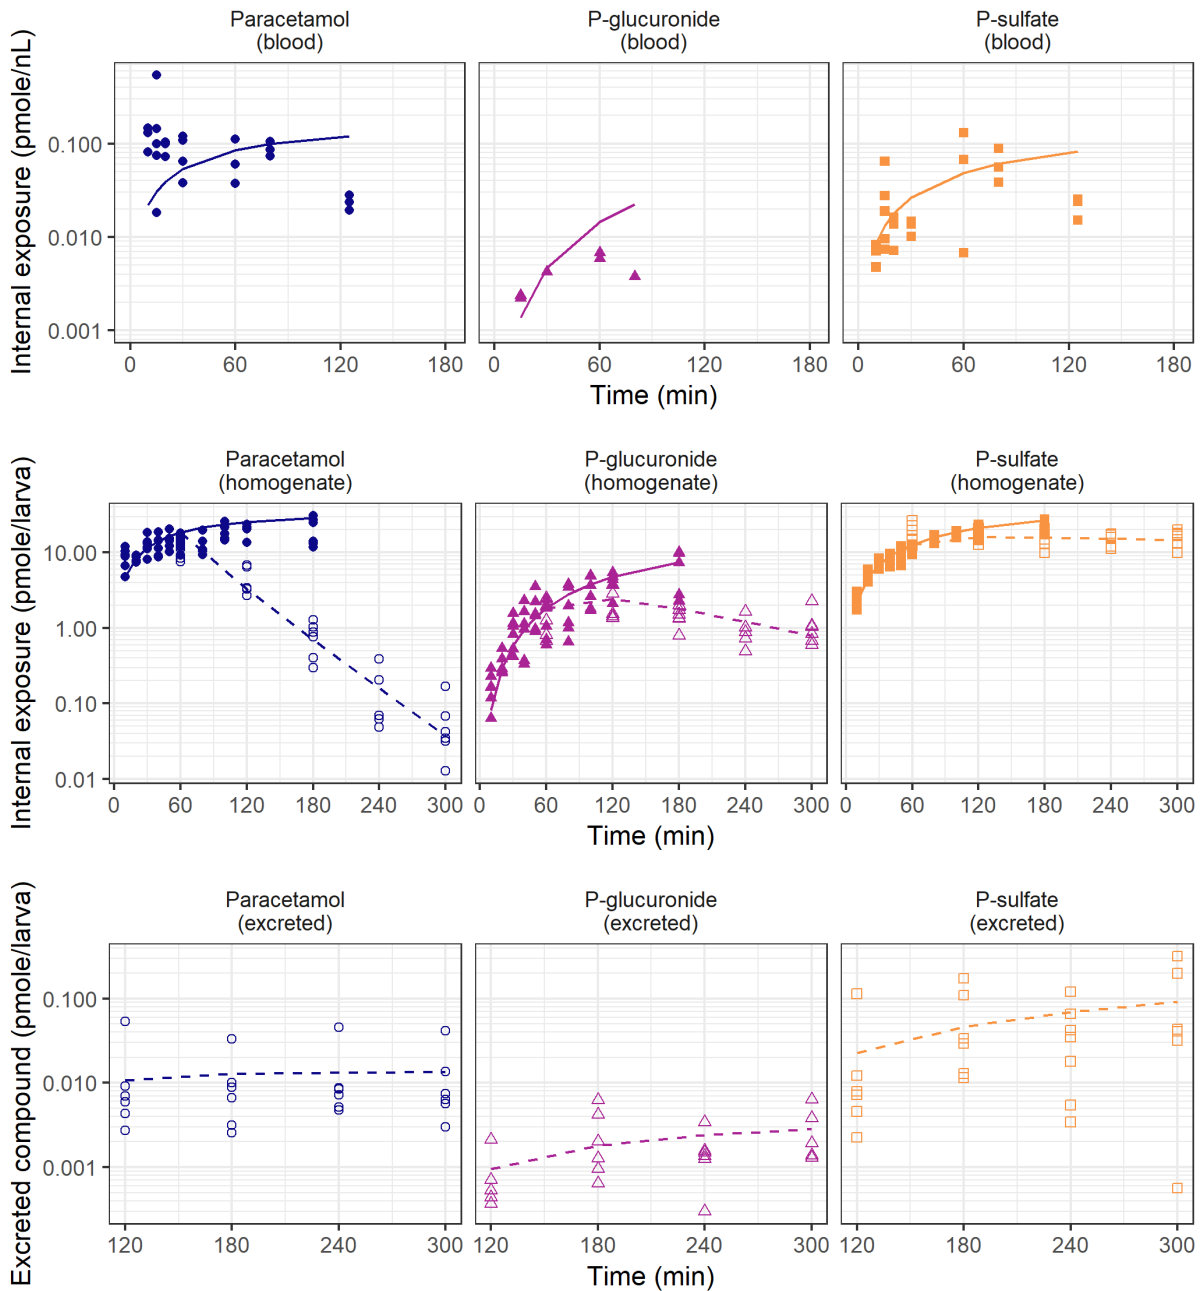 Paracetamol
(blood)
P-glucuronide
(blood)
P-sulfate
(blood)
Internal exposure (pmole/nL)
0.100
0.010
0.001
0 60 120 180
0 60 120 180
0 60 120 180
Time (min)
Paracetamol
(homogenate)
P-glucuronide
(homogenate)
P-sulfate
(homogenate)
Internal exposure (pmole/larva)
10.00
1.00
0.10
0.01
0 60 120 180 240 300
0 60 120 180 240 300
0 60 120 180 240 300
Time (min)
Paracetamol
(excreted)
P-glucuronide
(excreted)
P-sulfate
(excreted)
Excreted compound (pmole/larva)
0.100
0.010
0.001
120 180 240 300
120 180 240 300
120 180 240 300
Time (min)